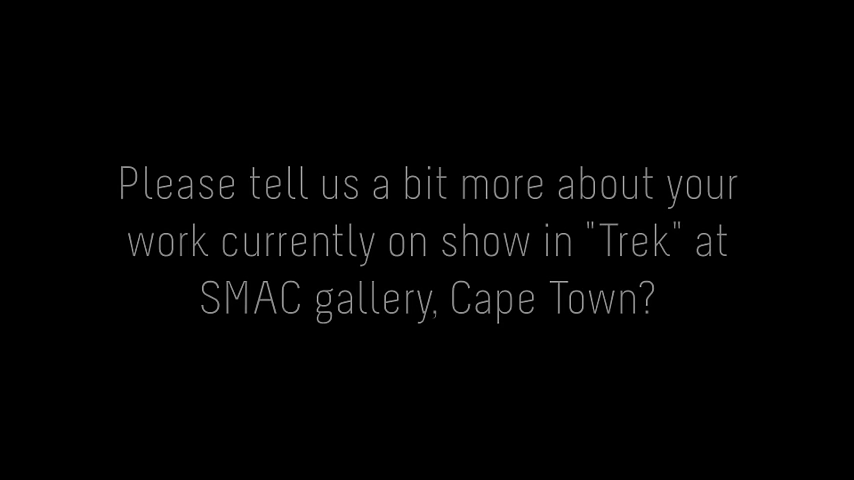 Please tell us a bit more about your
work currently on show in "Trek" at
SMAC gallery, Cape Town?